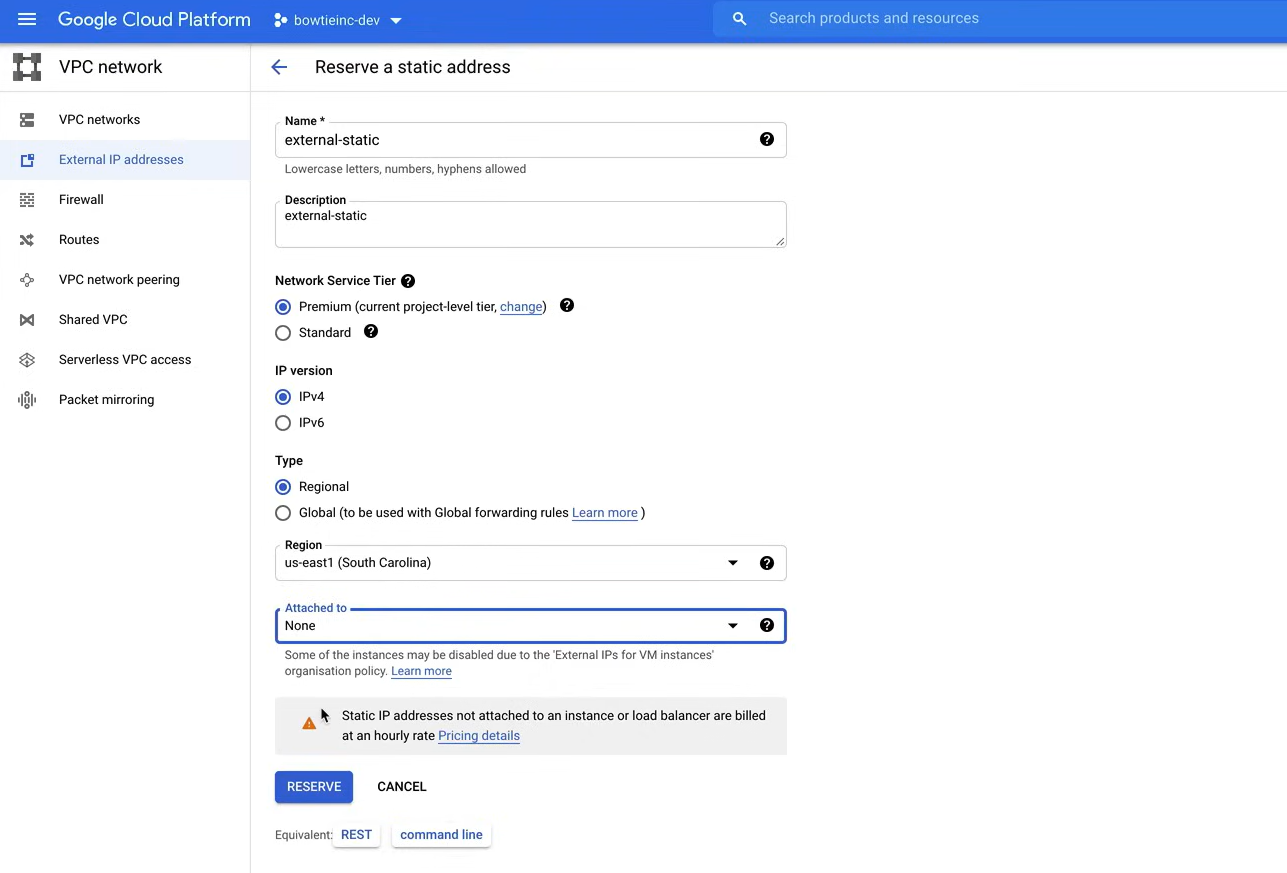 Google Cloud Platform
bowtieinc-dev
Search products and resources
VPC network
Reserve a static address
VPC networks
External IP addresses
Firewall
Routes
VPC network peering
Shared VPC
Serverless VPC access
Packet mirroring
Name *
external-static
Lowercase letters, numbers, hyphens allowed
Description
external-static
Network Service Tier
Premium (current project-level tier, change)
Standard
IP version
IPv4
IPv6
Type
Regional
Global (to be used with Global forwarding rules Learn more )
Region
us-east1 (South Carolina)
Attached to
None
Some of the instances may be disabled due to the 'External IPs for VM instances'
organisation policy. Learn more
Static IP addresses not attached to an instance or load balancer are billed
at an hourly rate Pricing details
RESERVE
CANCEL
Equivalent: REST
command line